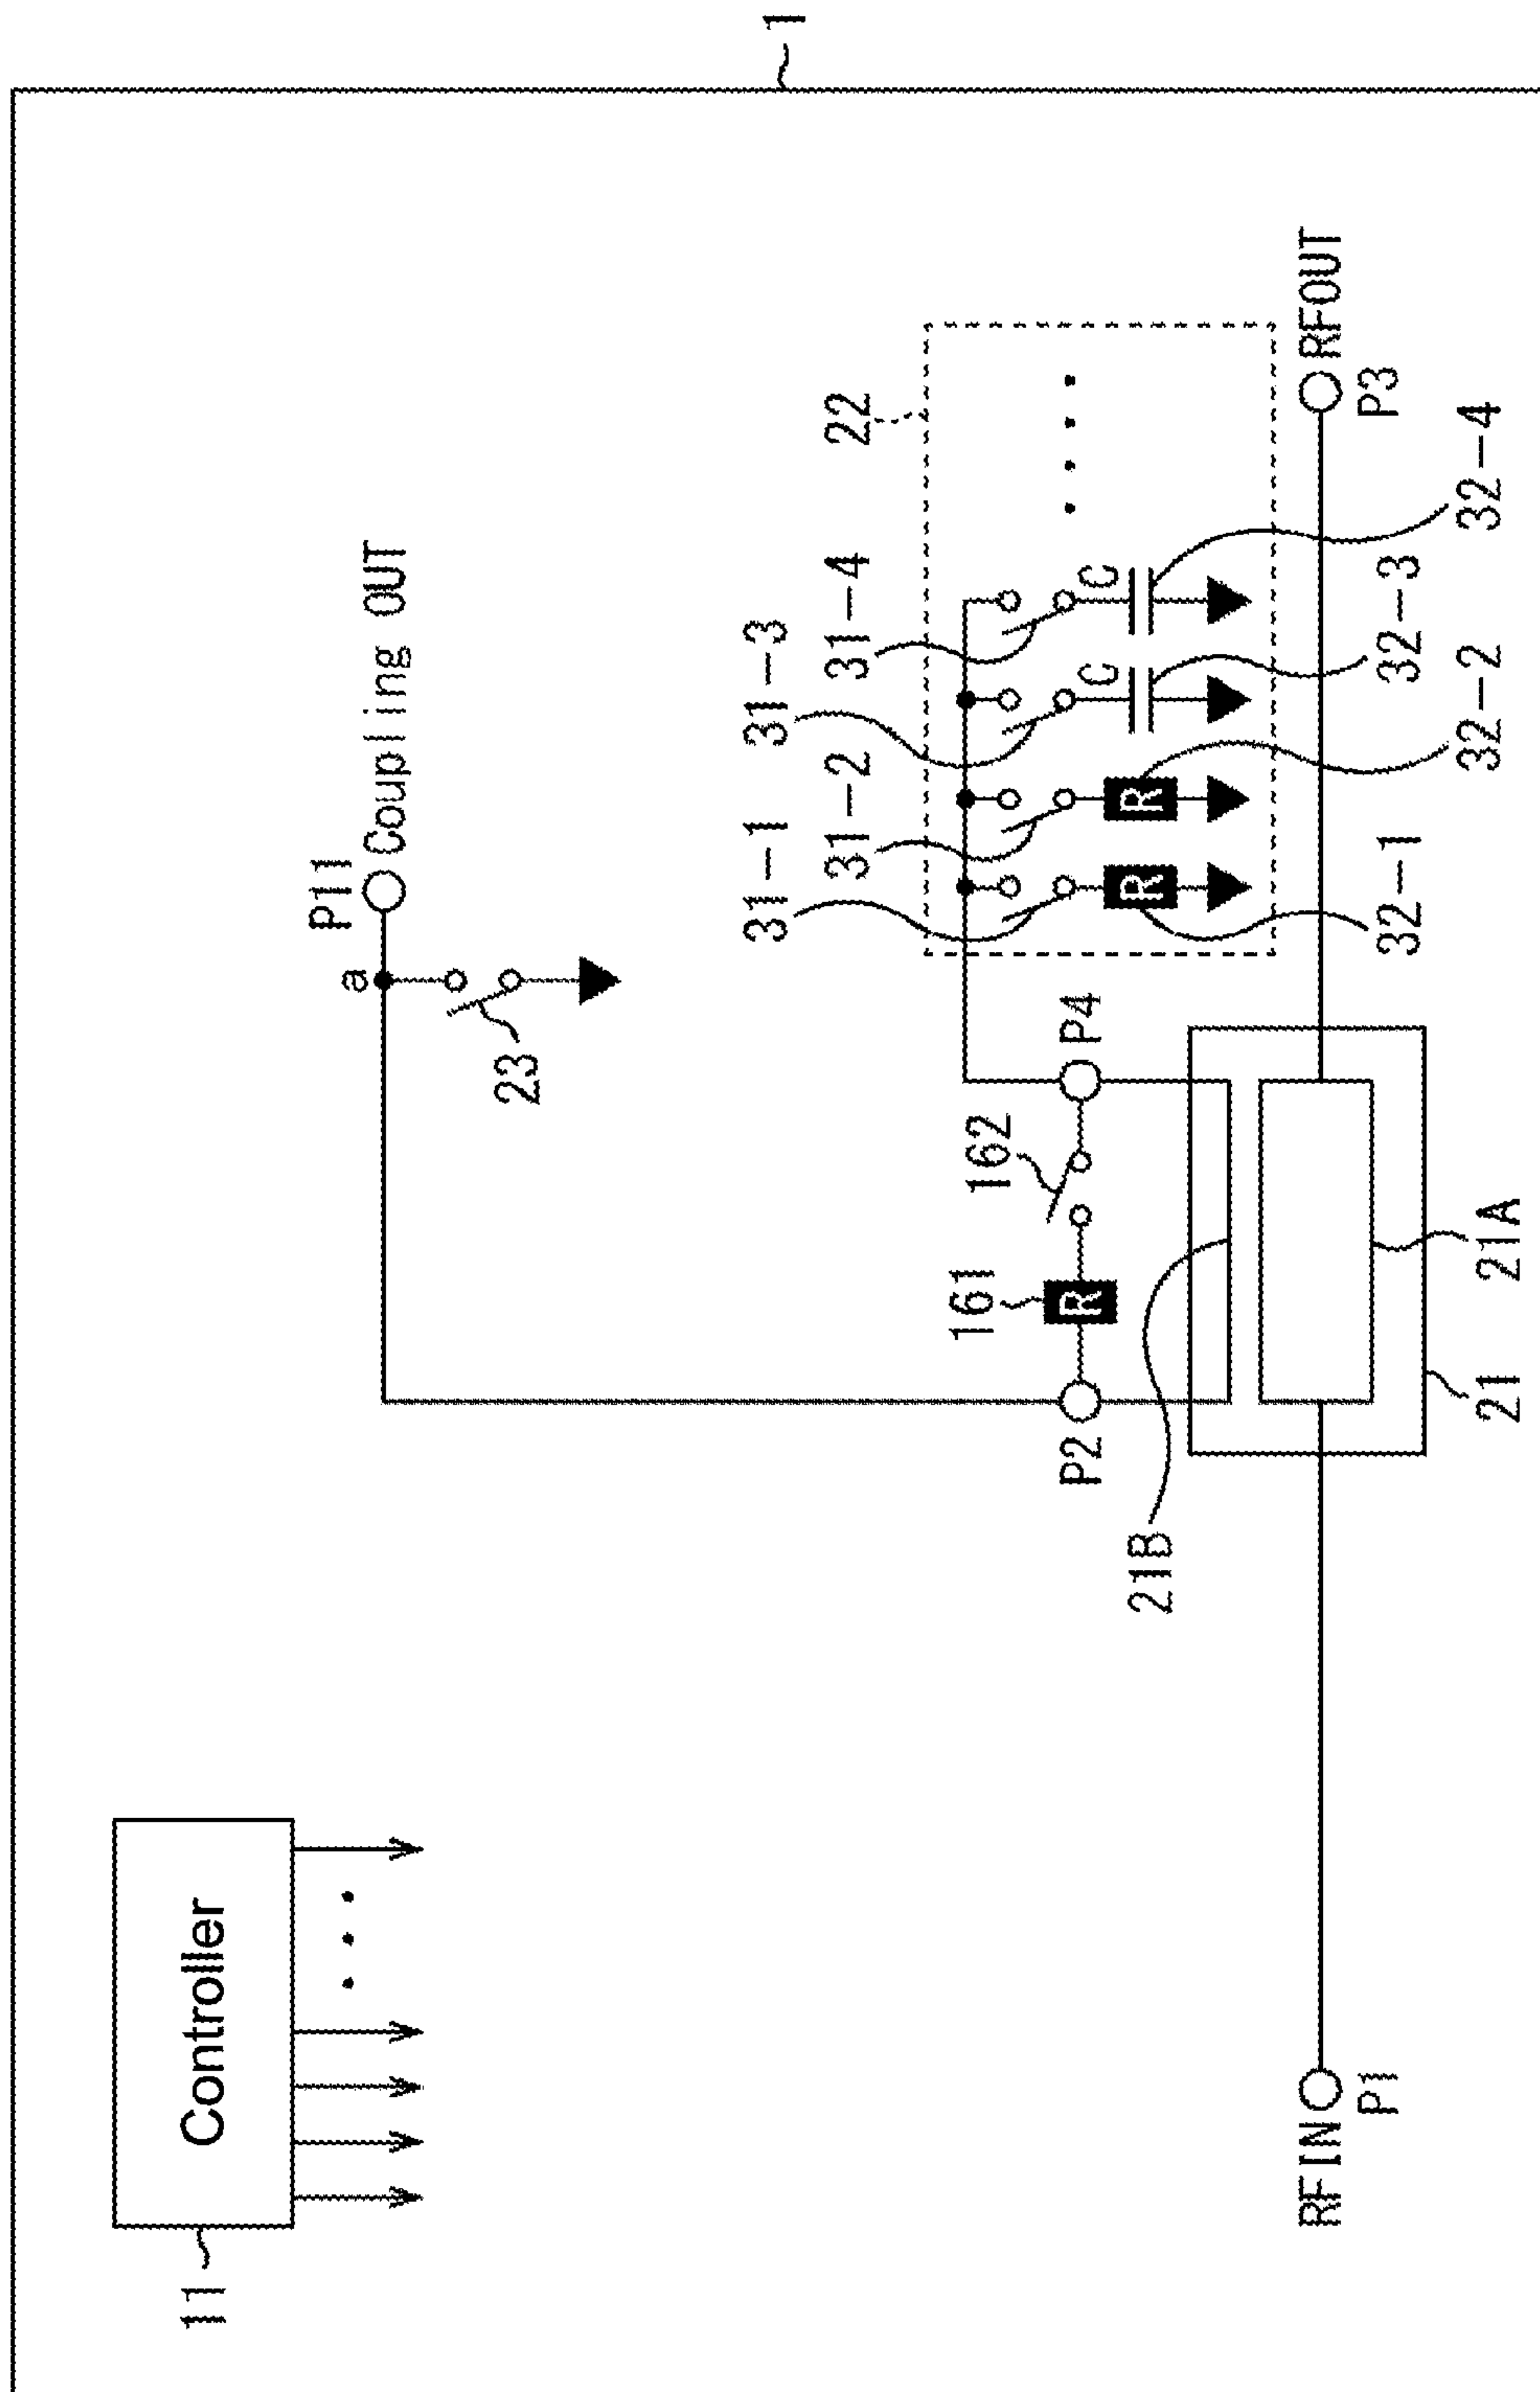 1
11
Controller
P11
Coupling OUT
a
23
22
31-1
31-2
31-3
31-4
R
R
C
C
32-1
32-2
32-3
32-4
161
R
162
P2
P4
21B
21
21A
RFIN
P1
RFOUT
P3